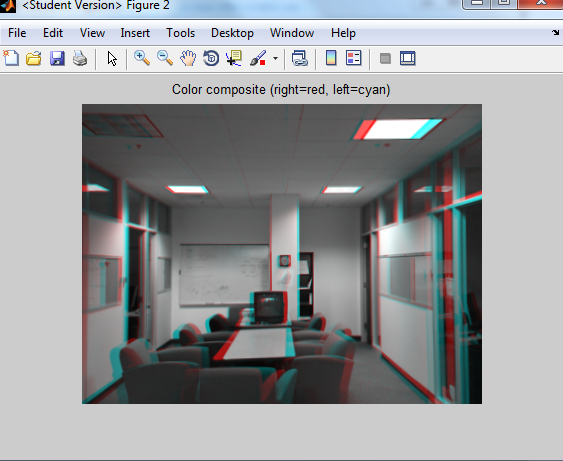 <Student Version> Figure 2
File Edit View Insert Tools Desktop Window Help
Color composite (right=red, left=cyan)